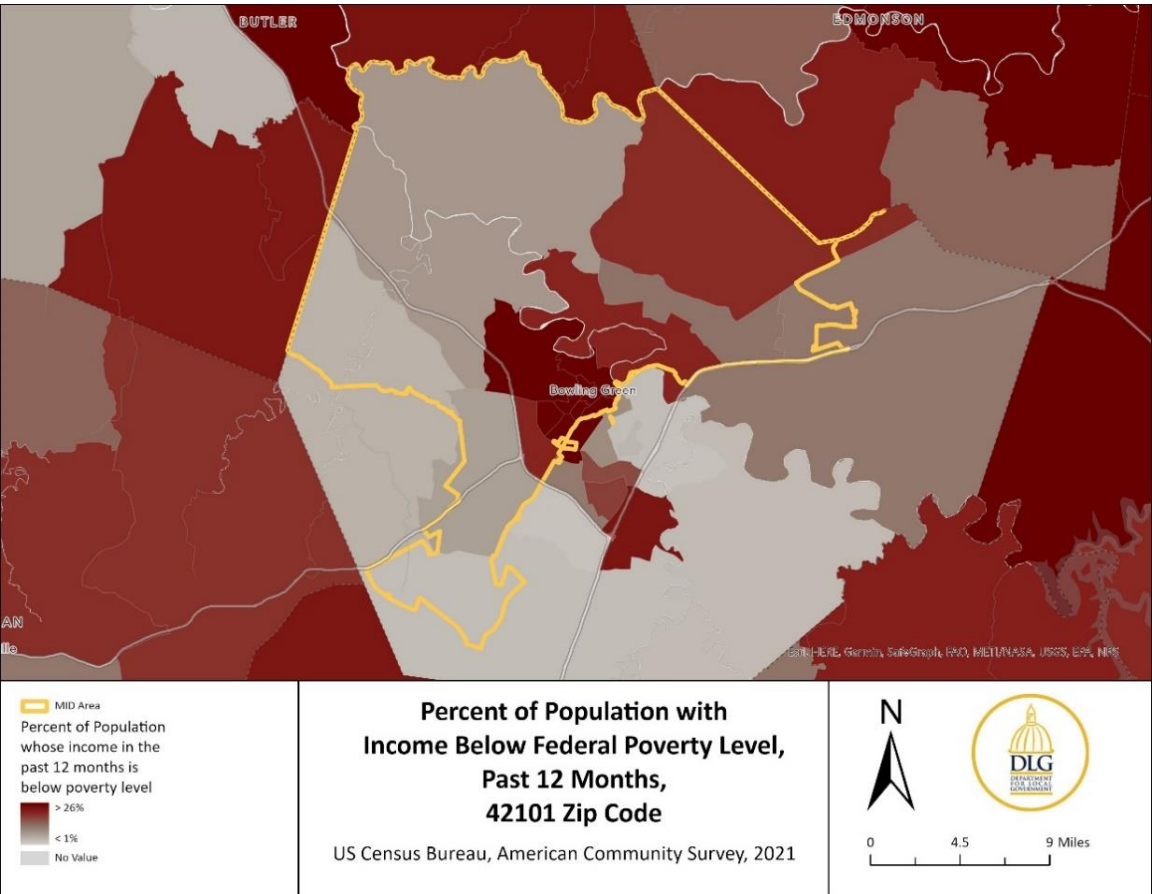 BUTLER
EDMONSON
Bowling Green
AN
lle
Esri, HERE, Garmin, SafeGraph, FAO, METI/NASA, USGS, EPA, NPS
MID Area
Percent of Population
whose income in the
past 12 months is
below poverty level
> 26%
< 1%
No Value
Percent of Population with
Income Below Federal Poverty Level,
Past 12 Months,
42101 Zip Code
US Census Bureau, American Community Survey, 2021
N
DLG
DEPARTMENT
FOR LOCAL
GOVERNMENT
0 4.5 9 Miles